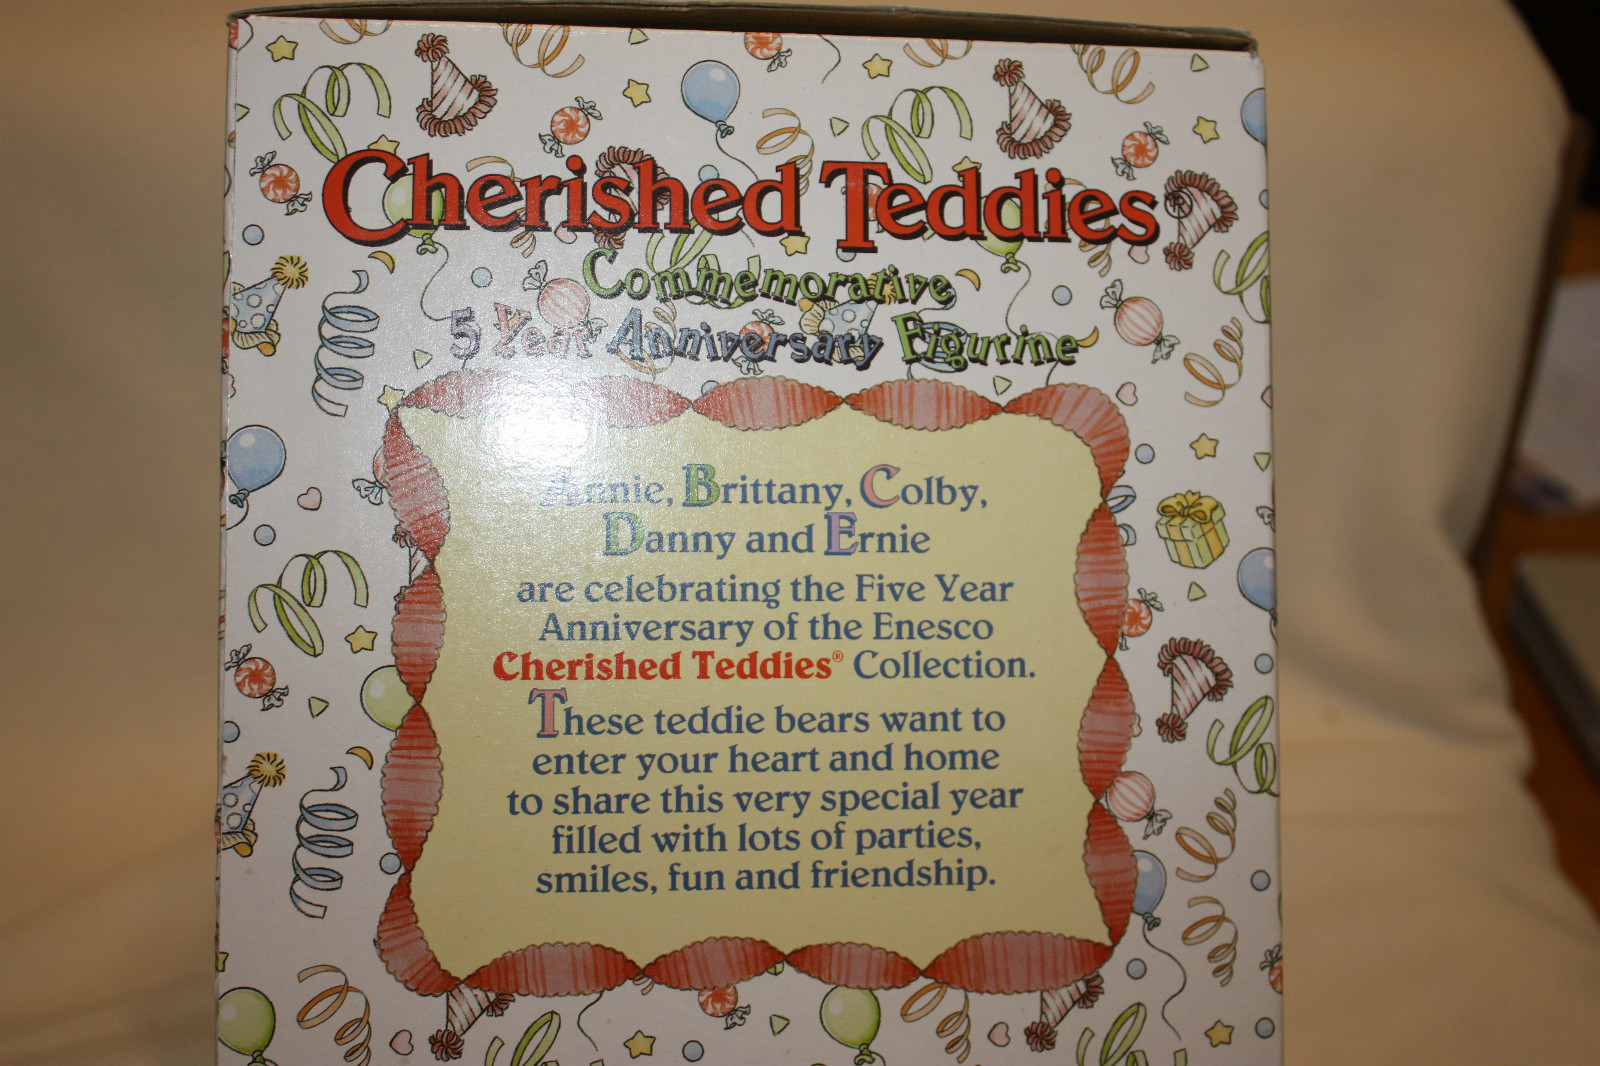 Cherished Teddies®
Commemorative
5 Year Anniversary Figurine
Annie, Brittany, Colby,
Danny and Ernie
are celebrating the Five Year
Anniversary of the Enesco
Cherished Teddies® Collection.
These teddie bears want to
enter your heart and home
to share this very special year
filled with lots of parties,
smiles, fun and friendship.